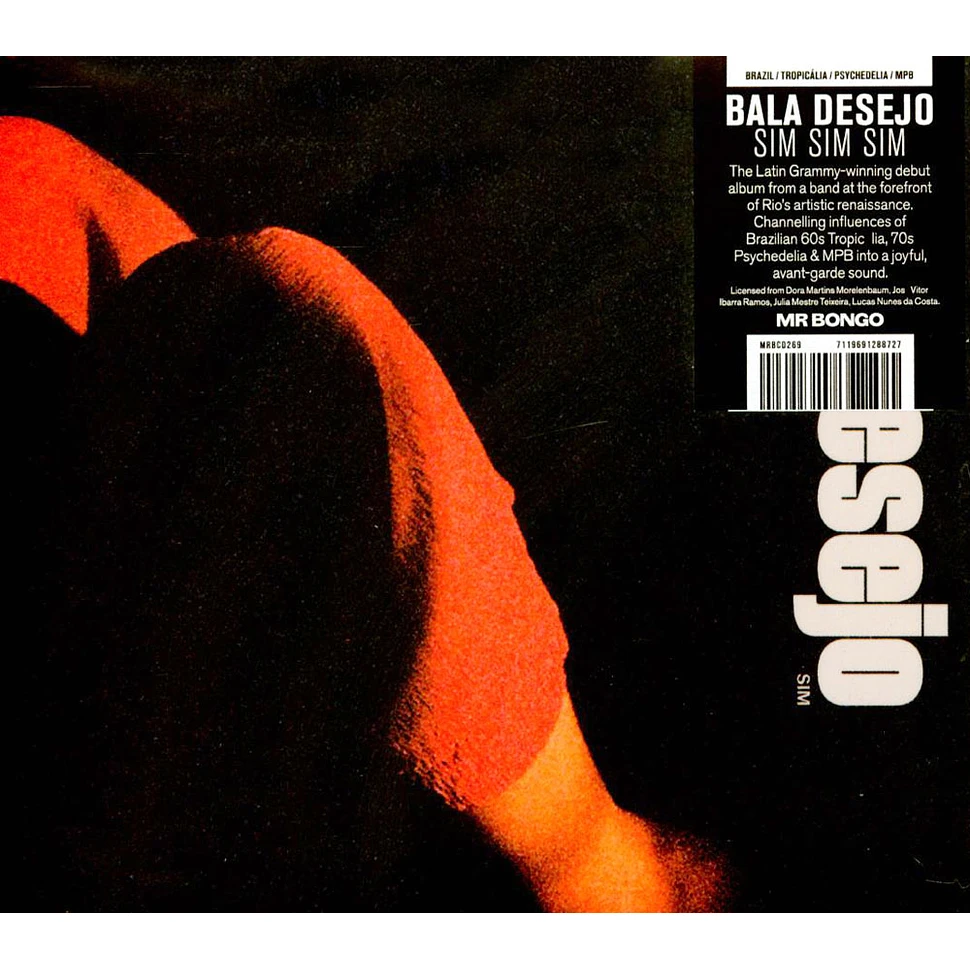 BRAZIL / TROPICÁLIA / PSYCHEDELIA / MPB
BALA DESEJO
SIM SIM SIM
The Latin Grammy-winning debut
album from a band at the forefront
of Rio's artistic renaissance.
Channelling influences of
Brazilian 60s Tropic lia, 70s
Psychedelia & MPB into a joyful,
avant-garde sound.
Licensed from Dora Martins Morelenbaum, Jos Vitor
Ibarra Ramos, Julia Mestre Teixeira, Lucas Nunes da Costa.
MR BONGO
MRBCD269 7119691288727
esejo
SIM